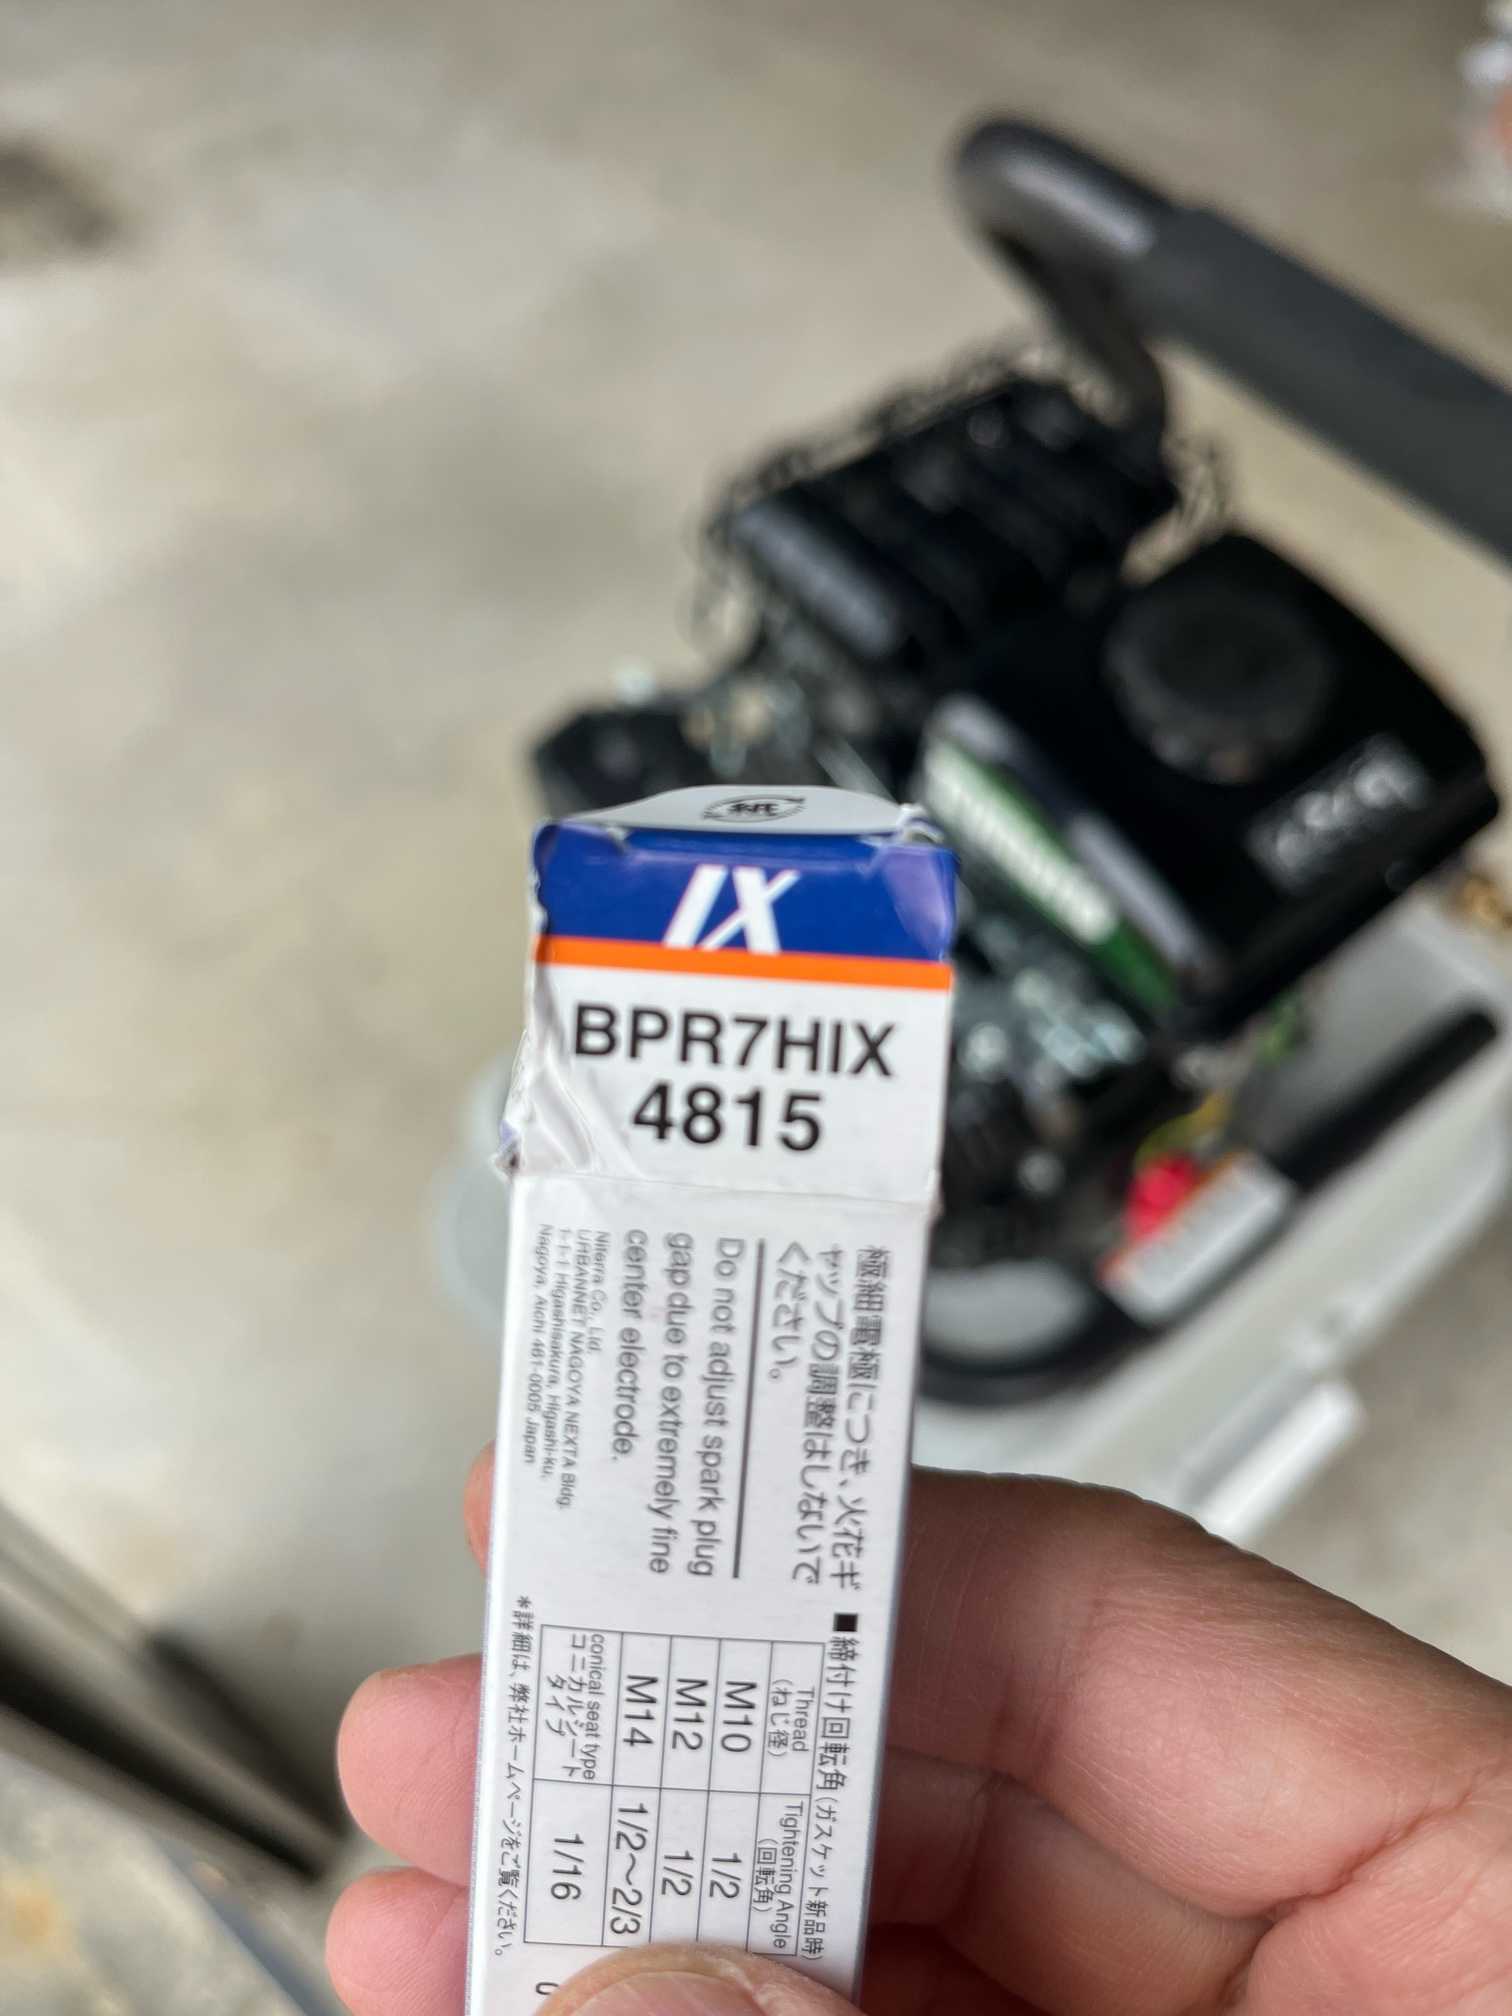 IX
BPR7HIX
4815
極細電極につき、火花ギ
ャップの調整はしないで
ください。
Do not adjust spark plug
gap due to extremely fine
center electrode.
Niterra Co., Ltd.
URBANNET NAGOYA NEXTA Bldg.
1-1-1 Higashisakura, Higashi-ku,
Nagoya, Aichi 461-0005 Japan
■締付け回転角(ガスケット新品時)
Thread
(ねじ径)
Tightening Angle
(回転角)
M10
1/2
M12
1/2
M14
1/2~2/3
conical seat type
コニカルシート
タイプ
1/16
*詳細は、弊社ホームページをご覧ください。